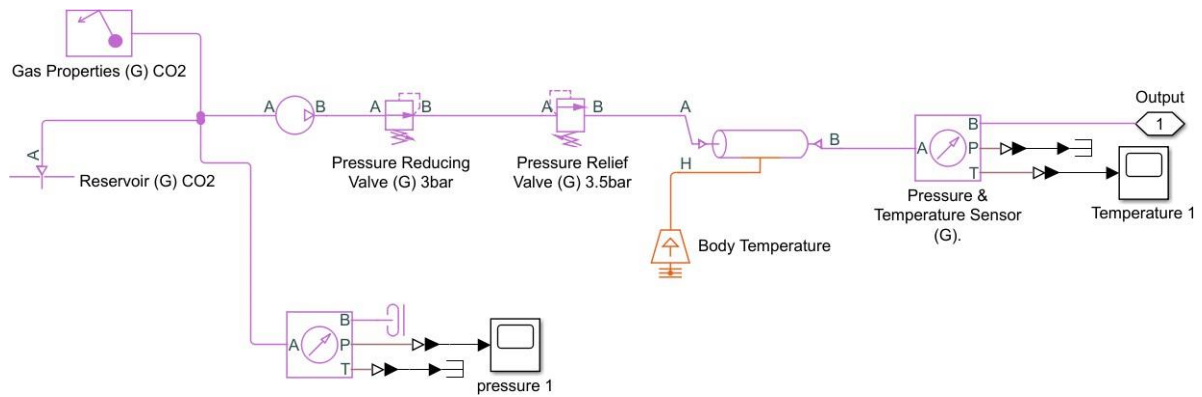 Gas Properties (G) CO2
A
Reservoir (G) CO2
A
B
A
B
Pressure Reducing
Valve (G) 3bar
A
B
Pressure Relief
Valve (G) 3.5bar
A
H
B
Body Temperature
A
B
P
T
Pressure &
Temperature Sensor
(G).
Output
1
Temperature 1
A
B
P
T
pressure 1